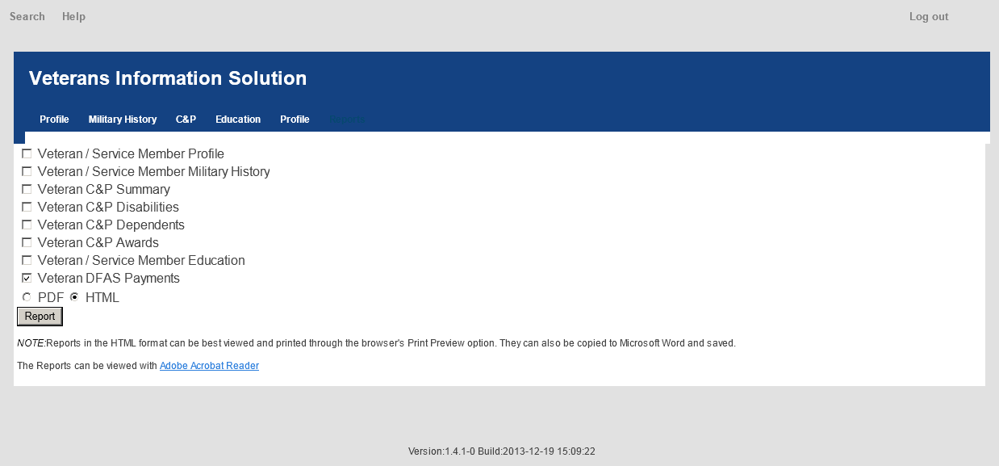 Search Help Log out
Veterans Information Solution
Profile Military History C&P Education Profile Reports
Veteran / Service Member Profile
Veteran / Service Member Military History
Veteran C&P Summary
Veteran C&P Disabilities
Veteran C&P Dependents
Veteran C&P Awards
Veteran / Service Member Education
Veteran DFAS Payments
PDF HTML
Report
NOTE:Reports in the HTML format can be best viewed and printed through the browser's Print Preview option. They can also be copied to Microsoft Word and saved.
The Reports can be viewed with Adobe Acrobat Reader
Version:1.4.1-0 Build:2013-12-19 15:09:22